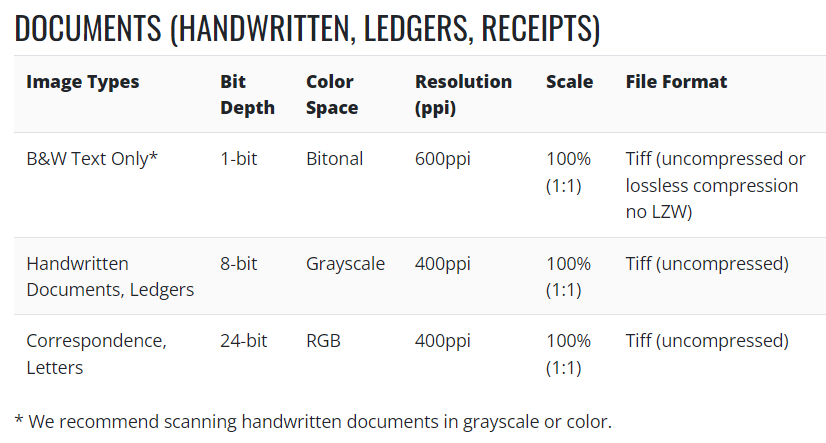 DOCUMENTS (HANDWRITTEN, LEDGERS, RECEIPTS)
Image Types Bit Depth Color Space Resolution (ppi) Scale File Format
B&W Text Only* 1-bit Bitonal 600ppi 100% (1:1) Tiff (uncompressed or lossless compression no LZW)
Handwritten Documents, Ledgers 8-bit Grayscale 400ppi 100% (1:1) Tiff (uncompressed)
Correspondence, Letters 24-bit RGB 400ppi 100% (1:1) Tiff (uncompressed)
* We recommend scanning handwritten documents in grayscale or color.